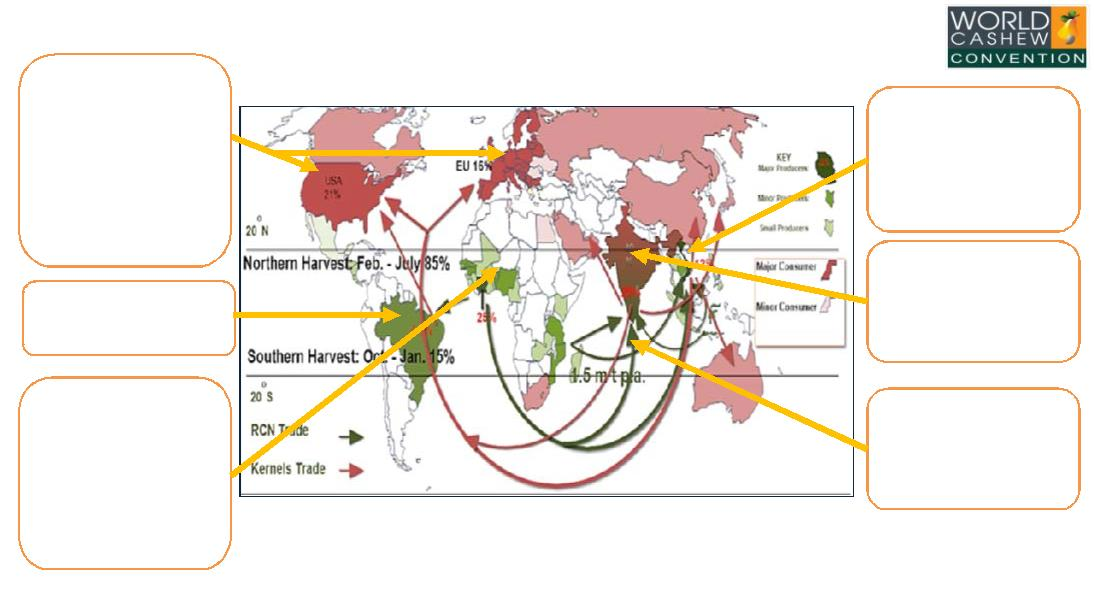 WORLD
CASHEW
CONVENTION
EU 16%
KEY
Major Producers:
USA
21%
Minor Producers:
20 N
Small Producers
Northern Harvest: Feb. - July 85%
Major Consumer
Minor Consumer
25%
Southern Harvest: Oct. - Jan. 15%
1.5 m t p.a.
20 S
RCN Trade
Kernels Trade